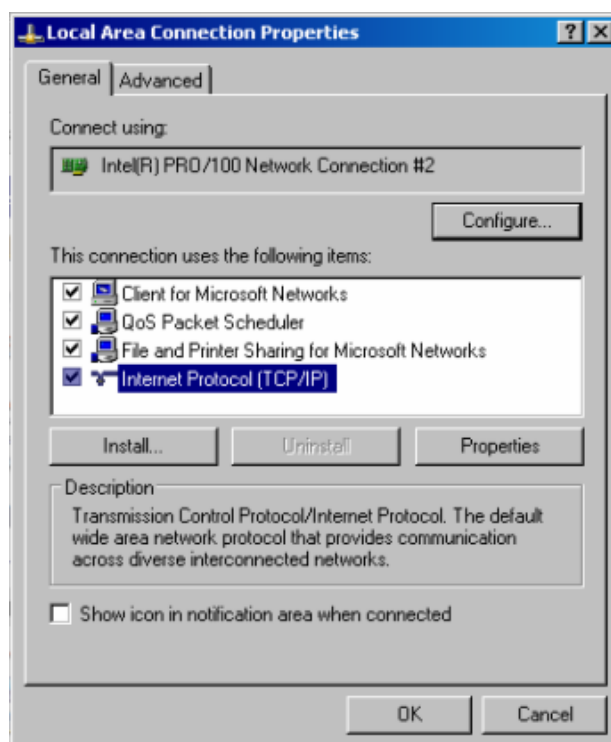 Local Area Connection Properties
General
Advanced
Connect using:
Intel(R) PRO/100 Network Connection #2
Configure...
This connection uses the following items:
Client for Microsoft Networks
QoS Packet Scheduler
File and Printer Sharing for Microsoft Networks
Internet Protocol (TCP/IP)
Install...
Uninstall
Properties
Description
Transmission Control Protocol/Internet Protocol. The default
wide area network protocol that provides communication
across diverse interconnected networks.
Show icon in notification area when connected
OK
Cancel